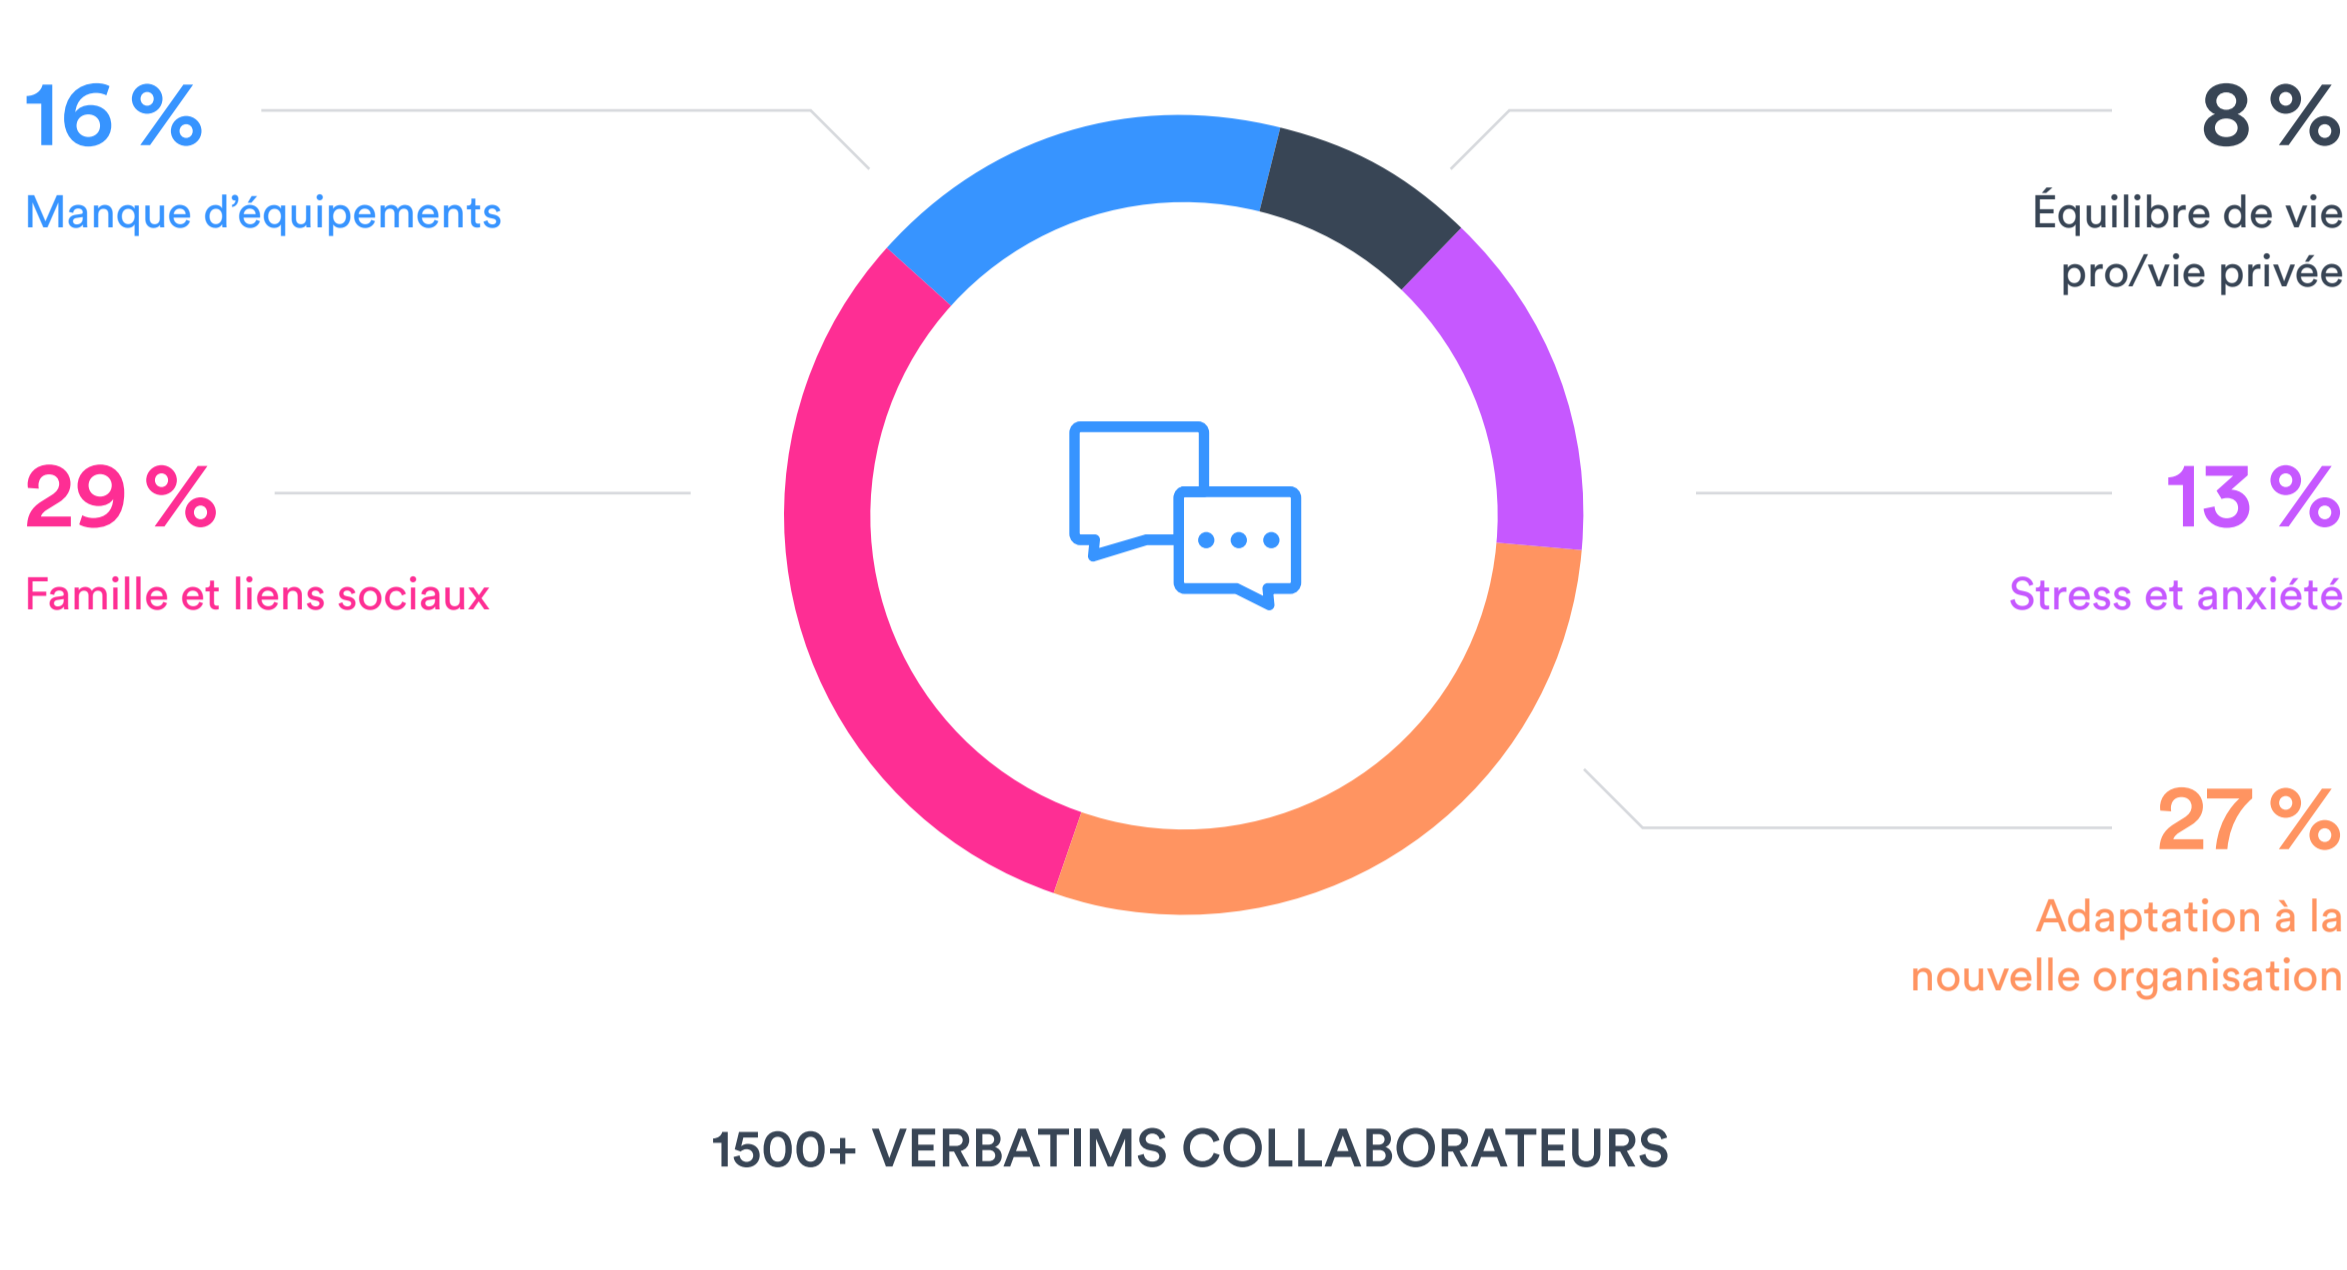 16 %
Manque d’équipements
29 %
Famille et liens sociaux
8 %
Équilibre de vie
pro/vie privée
13 %
Stress et anxiété
27 %
Adaptation à la
nouvelle organisation
1500+ VERBATIMS COLLABORATEURS